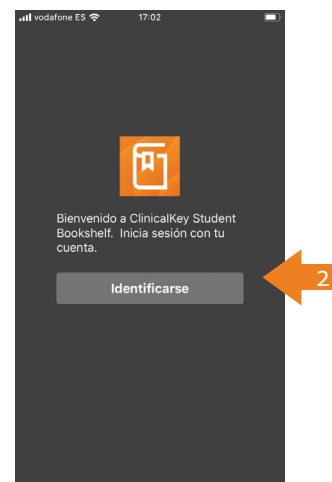 vodafone ES 17:02
Bienvenido a ClinicalKey Student
Bookshelf. Inicia sesión con tu
cuenta.
Identificarse
2